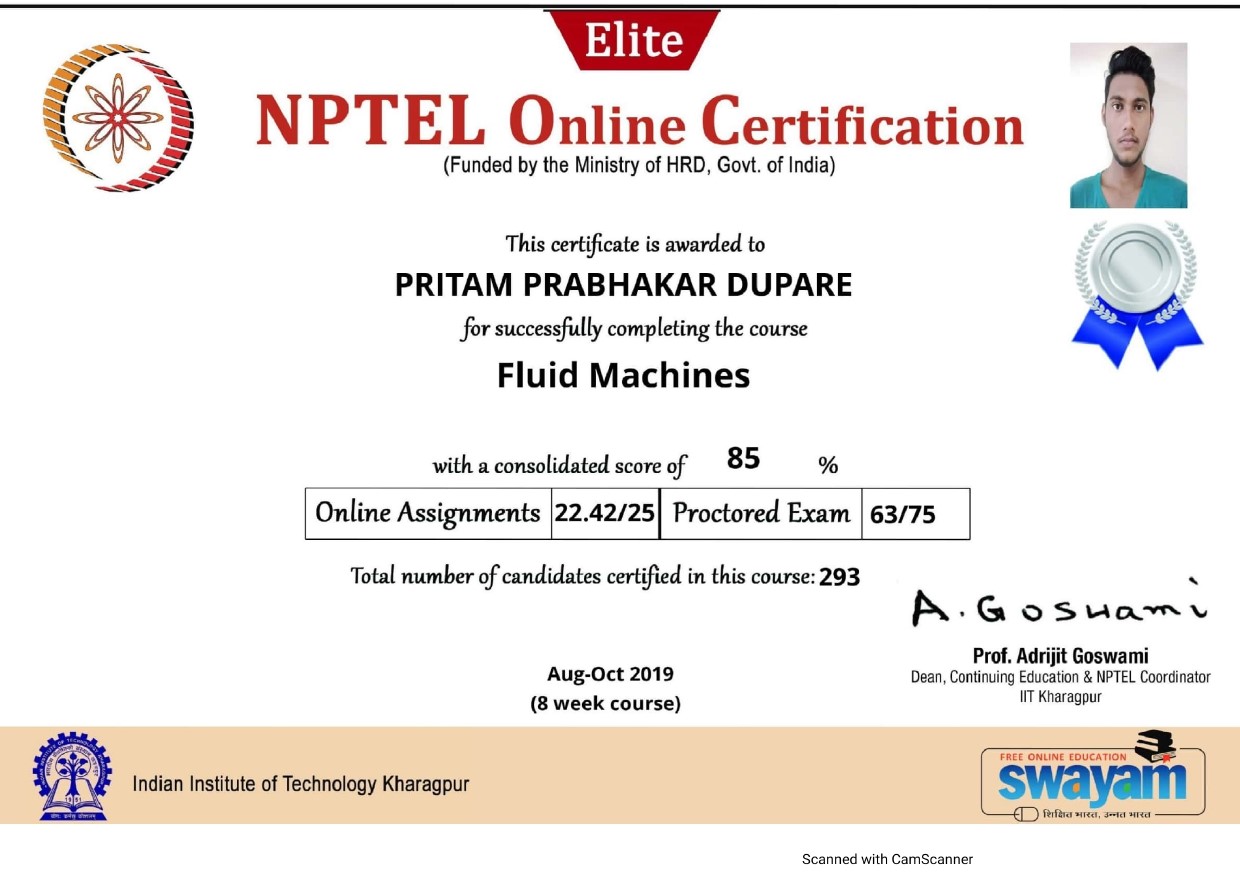 Elite
NPTEL Online Certification
(Funded by the Ministry of HRD, Govt. of India)
This certificate is awarded to
PRITAM PRABHAKAR DUPARE
for successfully completing the course
Fluid Machines
with a consolidated score of 85 %
Online Assignments 22.42/25 Proctored Exam 63/75
Total number of candidates certified in this course: 293
A. Goswami
Prof. Adrijit Goswami
Dean, Continuing Education & NPTEL Coordinator
IIT Kharagpur
Aug-Oct 2019
(8 week course)
1951
Indian Institute of Technology Kharagpur
FREE ONLINE EDUCATION
swayam
शिक्षित भारत, उन्नत भारत
Scanned with CamScanner